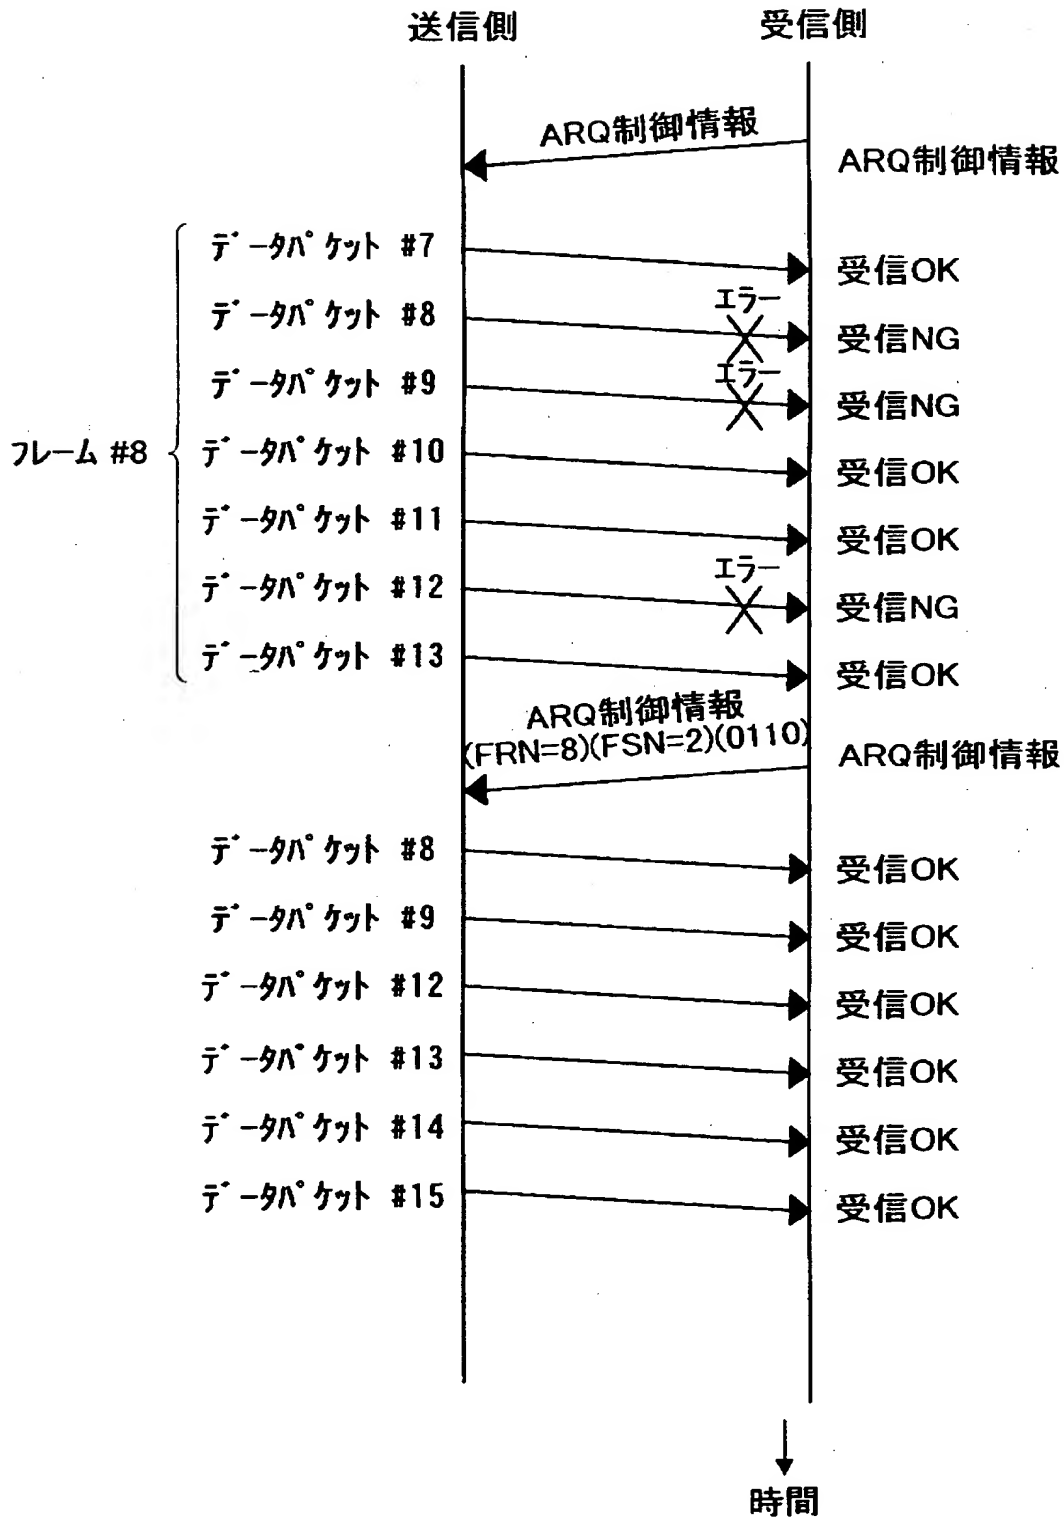 送信側
受信側
ARQ制御情報
ARQ制御情報
データパケット #7
受信OK
データパケット #8
エラー
受信NG
データパケット #9
エラー
受信NG
フレーム #8
データパケット #10
受信OK
データパケット #11
受信OK
データパケット #12
エラー
受信NG
データパケット #13
受信OK
ARQ制御情報
(FRN=8)(FSN=2)(0110)
ARQ制御情報
データパケット #8
受信OK
データパケット #9
受信OK
データパケット #12
受信OK
データパケット #13
受信OK
データパケット #14
受信OK
データパケット #15
受信OK
時間